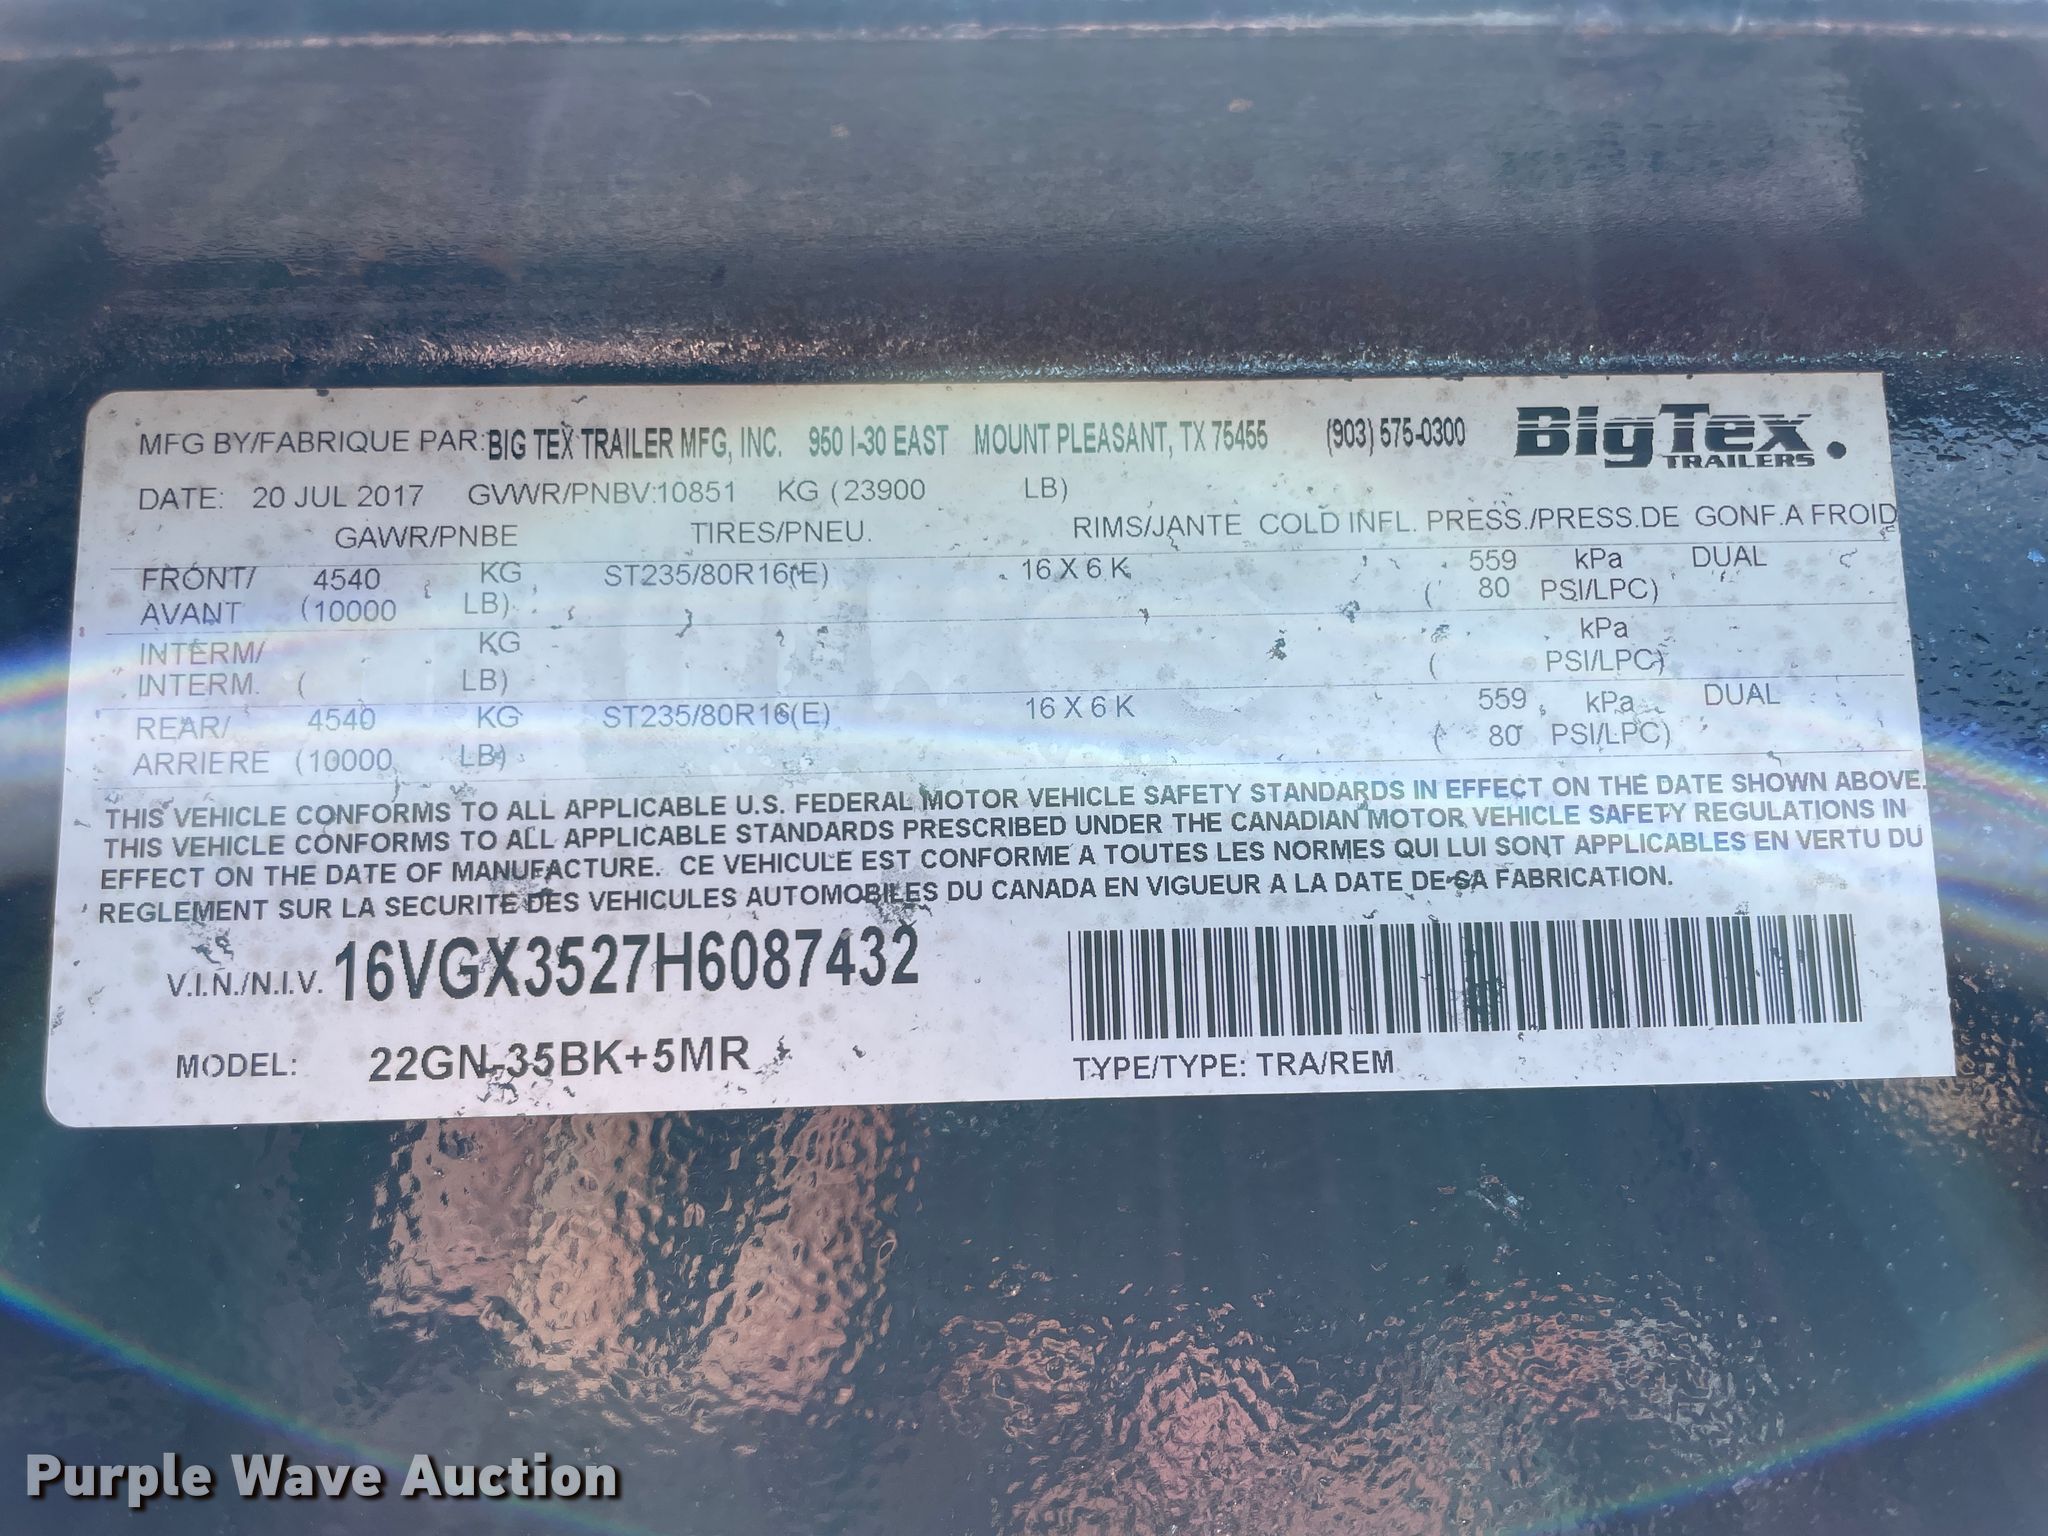 MFG BY/FABRIQUE PAR: BIG TEX TRAILER MFG, INC. 950 I-30 EAST MOUNT PLEASANT, TX 75455 (903) 575-0300 BigTex TRAILERS
DATE: 20 JUL 2017 GVWR/PNBV:10851 KG (23900 LB)
GAWR/PNBE TIRES/PNEU. RIMS/JANTE COLD INFL. PRESS./PRESS.DE GONF.A FROID
FRONT/ 4540 KG ST235/80R16(E) 16 X 6 K 559 kPa DUAL
AVANT (10000 LB) ( 80 PSI/LPC)
INTERM/ KG kPa
INTERM. ( LB) ( PSI/LPC)
REAR/ 4540 KG ST235/80R16(E) 16 X 6 K 559 kPa DUAL
ARRIERE (10000 LB) ( 80 PSI/LPC)
THIS VEHICLE CONFORMS TO ALL APPLICABLE U.S. FEDERAL MOTOR VEHICLE SAFETY STANDARDS IN EFFECT ON THE DATE SHOWN ABOVE.
THIS VEHICLE CONFORMS TO ALL APPLICABLE STANDARDS PRESCRIBED UNDER THE CANADIAN MOTOR VEHICLE SAFETY REGULATIONS IN
EFFECT ON THE DATE OF MANUFACTURE. CE VEHICULE EST CONFORME A TOUTES LES NORMES QUI LUI SONT APPLICABLES EN VERTU DU
REGLEMENT SUR LA SECURITE DES VEHICULES AUTOMOBILES DU CANADA EN VIGUEUR A LA DATE DE SA FABRICATION.
V.I.N./N.I.V. 16VGX3527H6087432
MODEL: 22GN-35BK+5MR TYPE/TYPE: TRA/REM
Purple Wave Auction